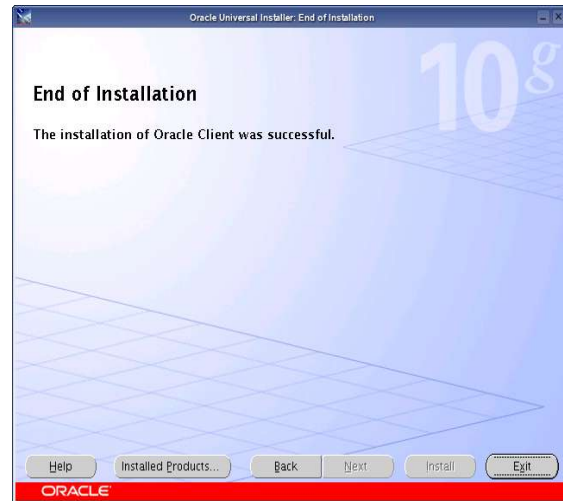 Oracle Universal Installer: End of Installation
10g
End of Installation
The installation of Oracle Client was successful.
Help Installed Products... Back Next Install Exit
ORACLE